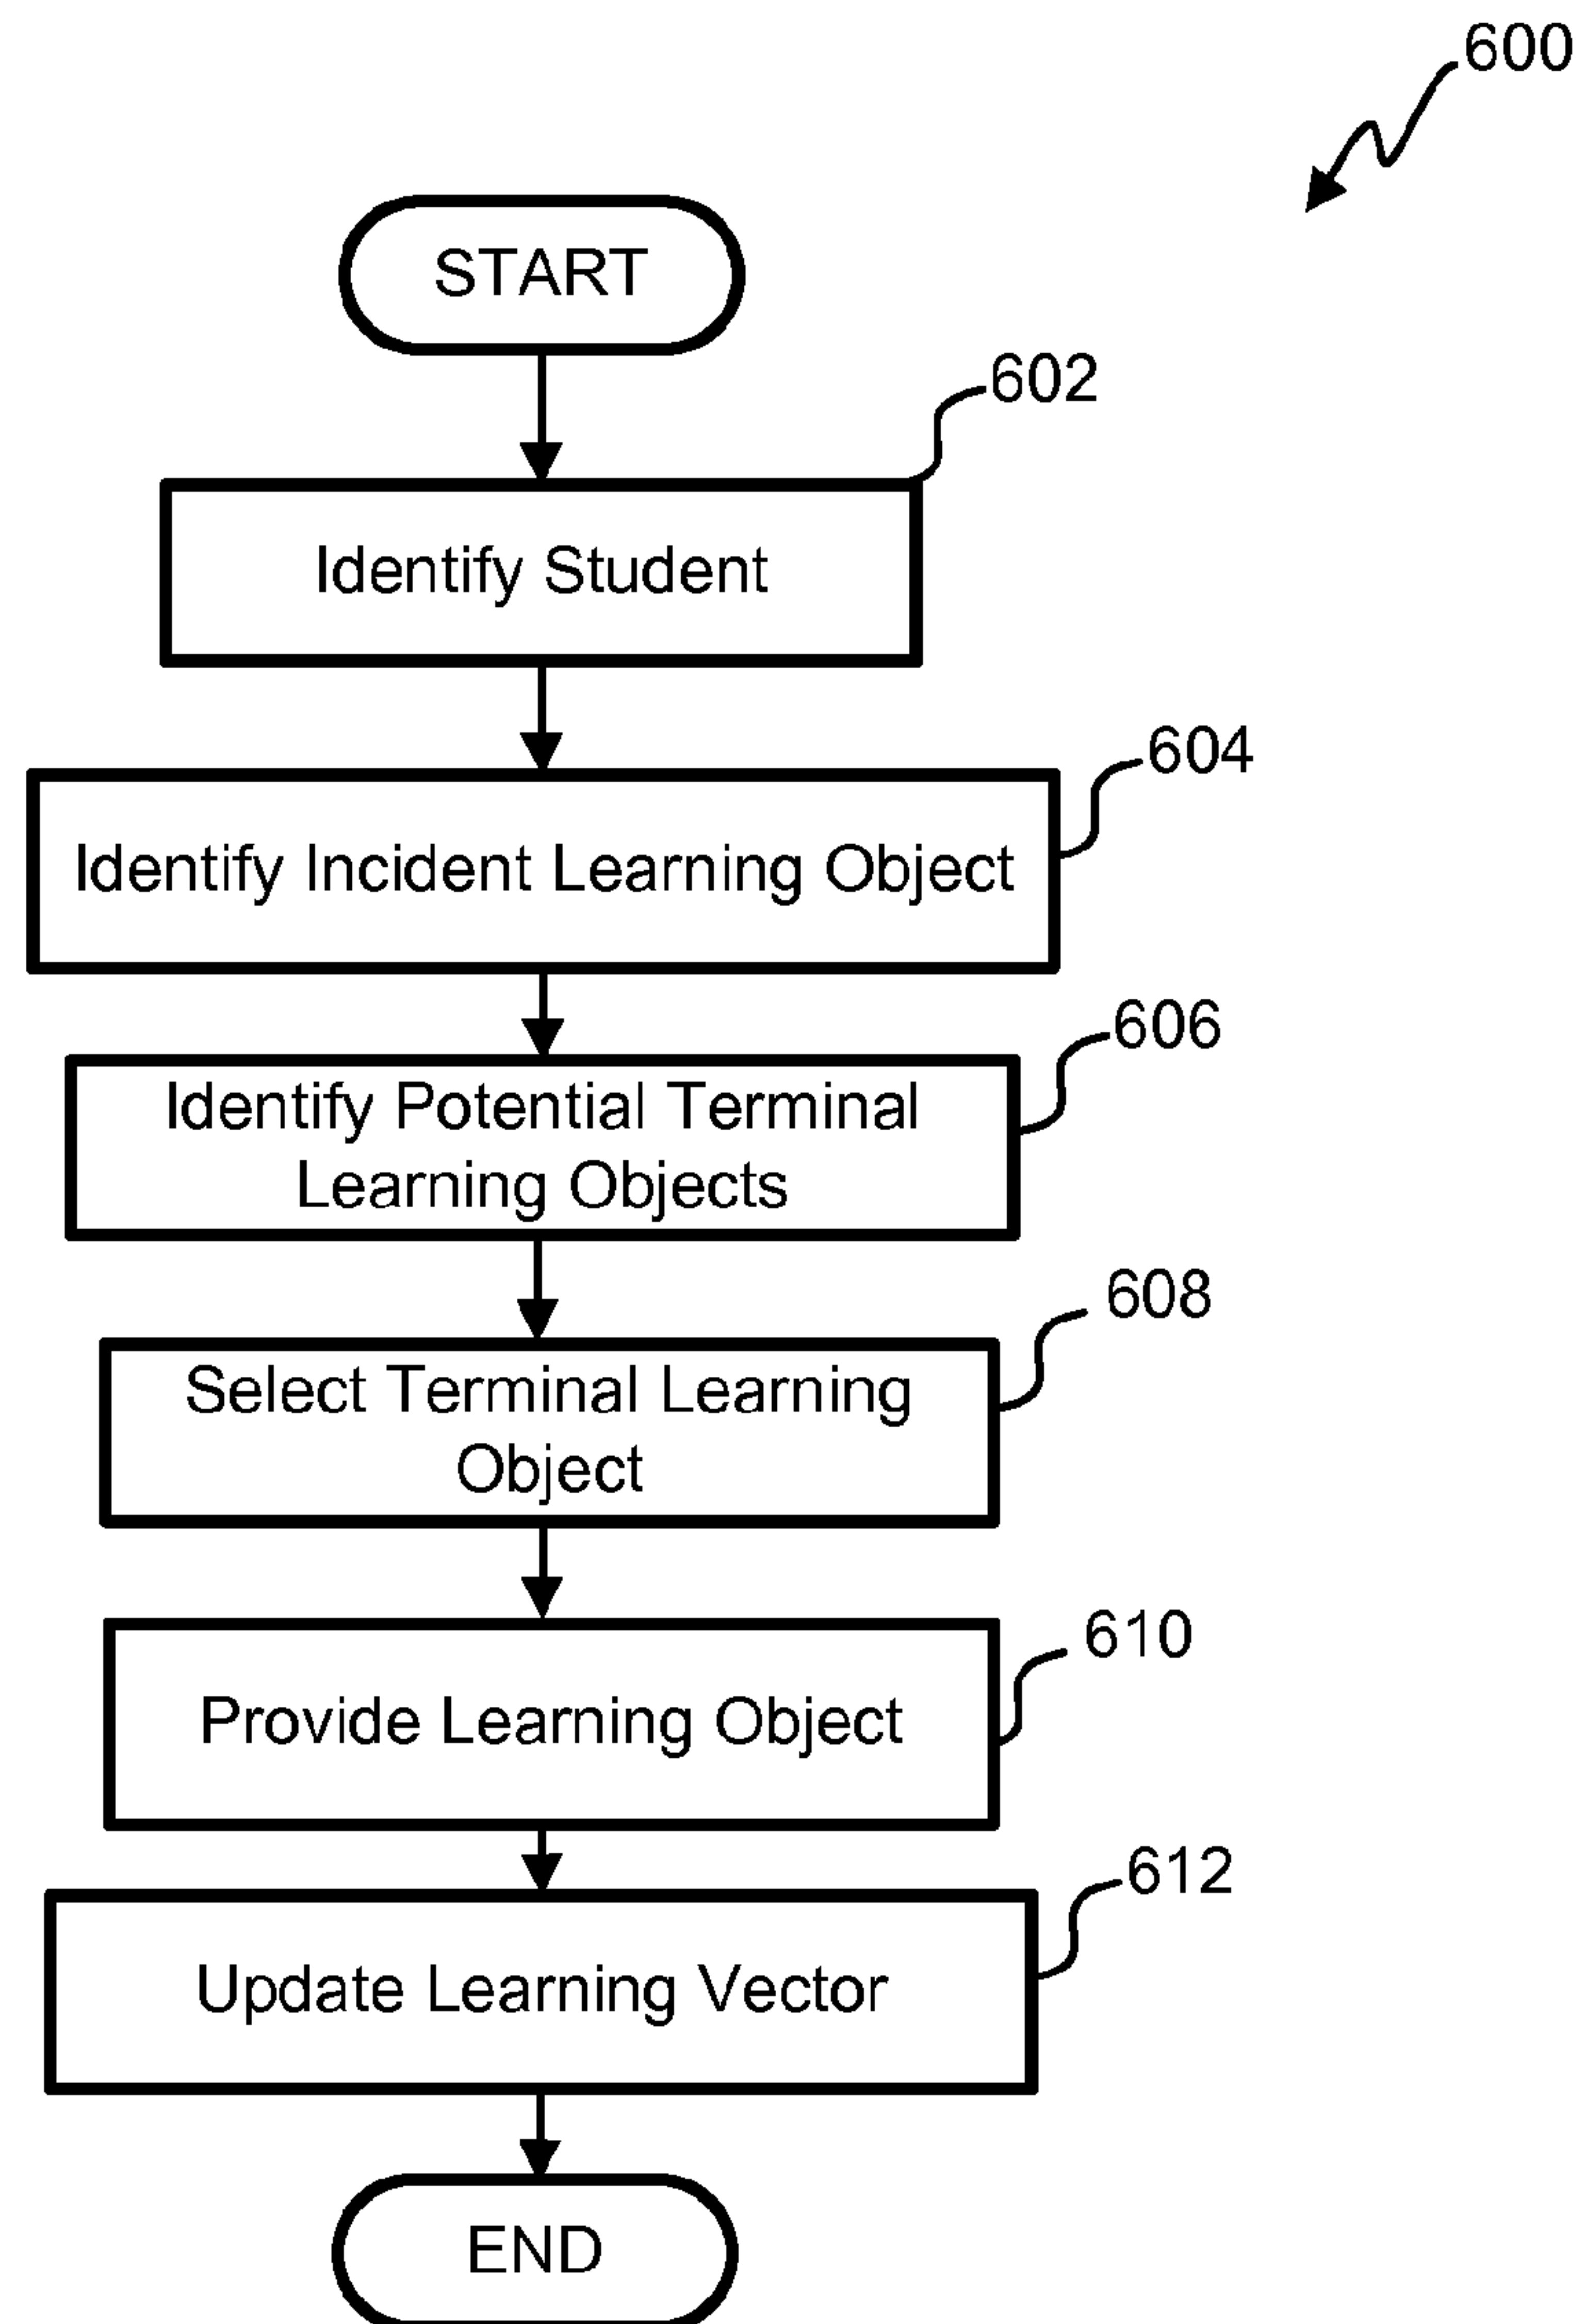 600
START
602
Identify Student
604
Identify Incident Learning Object
606
Identify Potential Terminal
Learning Objects
608
Select Terminal Learning
Object
610
Provide Learning Object
612
Update Learning Vector
END